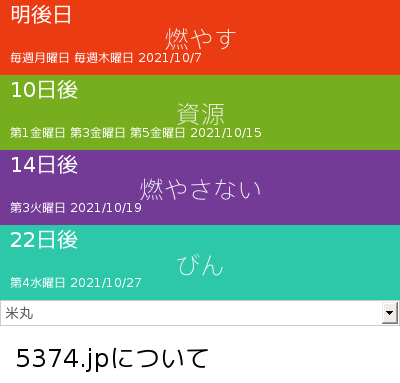 明後日
燃やす
毎週月曜日 毎週木曜日 2021/10/7
10日後
資源
第1金曜日 第3金曜日 第5金曜日 2021/10/15
14日後
燃やさない
第3火曜日 2021/10/19
22日後
びん
第4水曜日 2021/10/27
米丸
5374.jpについて